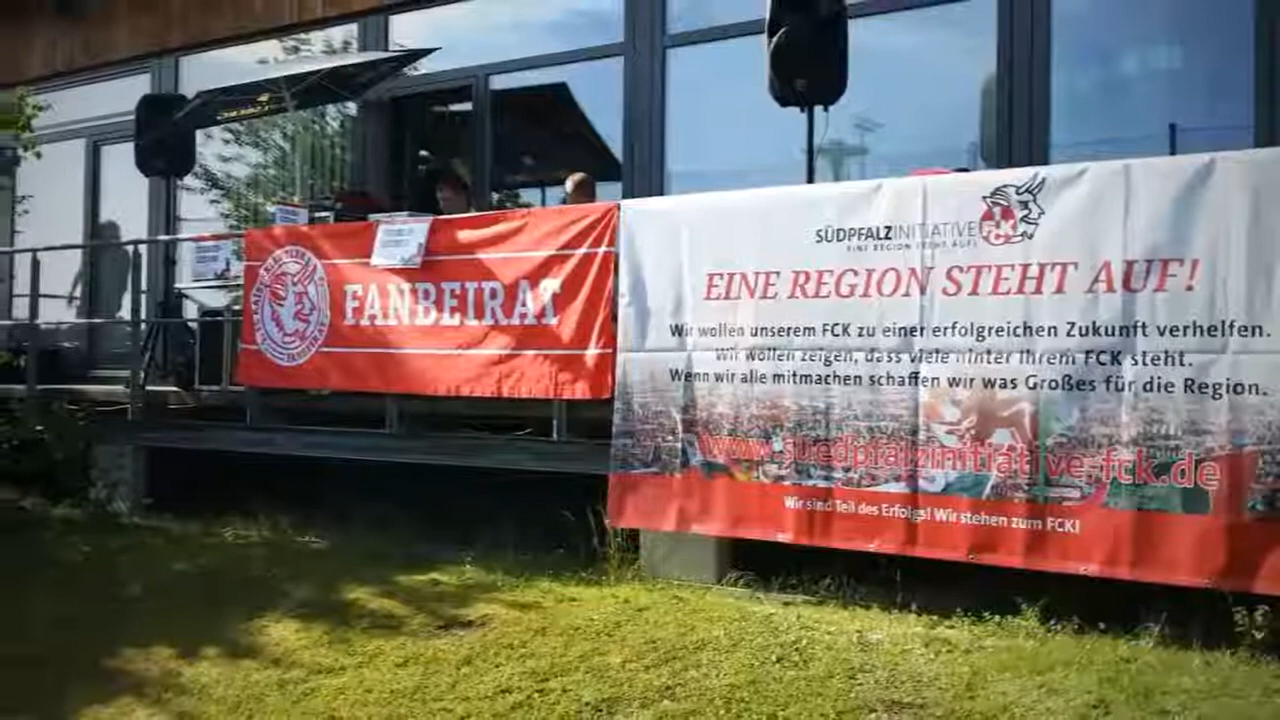 FANBEIRAT
SÜDPFALZINITIATIVE
EINE REGION STEHT AUF!
FCK
EINE REGION STEHT AUF!
Wir wollen unserem FCK zu einer erfolgreichen Zukunft verhelfen.
Wir wollen zeigen, dass viele hinter ihrem FCK steht.
Wenn wir alle mitmachen schaffen wir was Großes für die Region.
www.suedpfalzinitiative-fck.de
Wir sind Teil des Erfolgs! Wir stehen zum FCK!